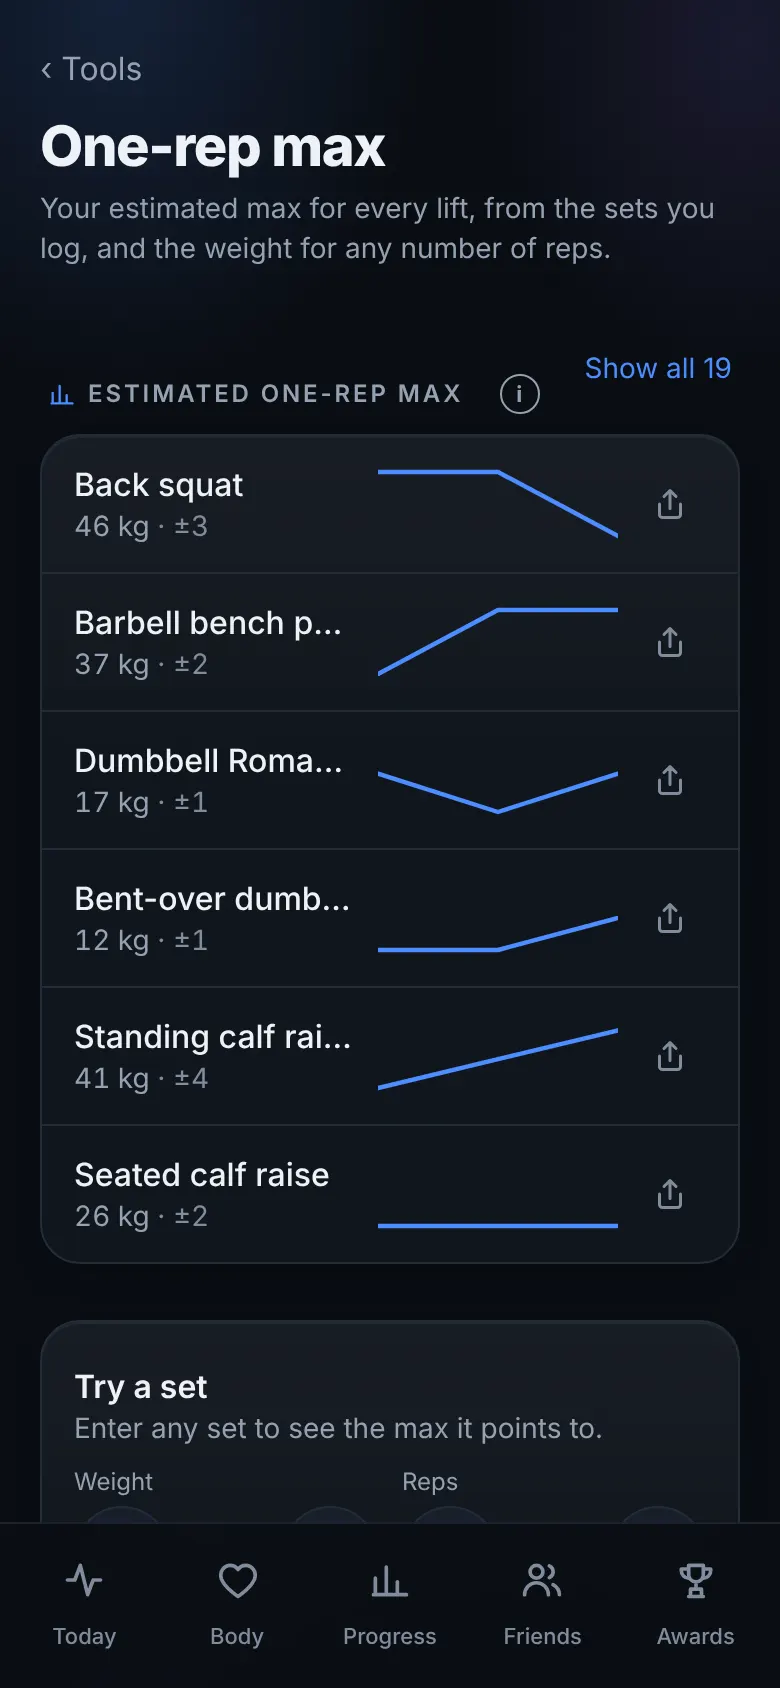 ‹ Tools
One-rep max
Your estimated max for every lift, from the sets you
log, and the weight for any number of reps.
Show all 19
ESTIMATED ONE-REP MAX i
Back squat
46 kg · ±3
Barbell bench p...
37 kg · ±2
Dumbbell Roma...
17 kg · ±1
Bent-over dumb...
12 kg · ±1
Standing calf rai...
41 kg · ±4
Seated calf raise
26 kg · ±2
Try a set
Enter any set to see the max it points to.
Weight Reps
Today Body Progress Friends Awards